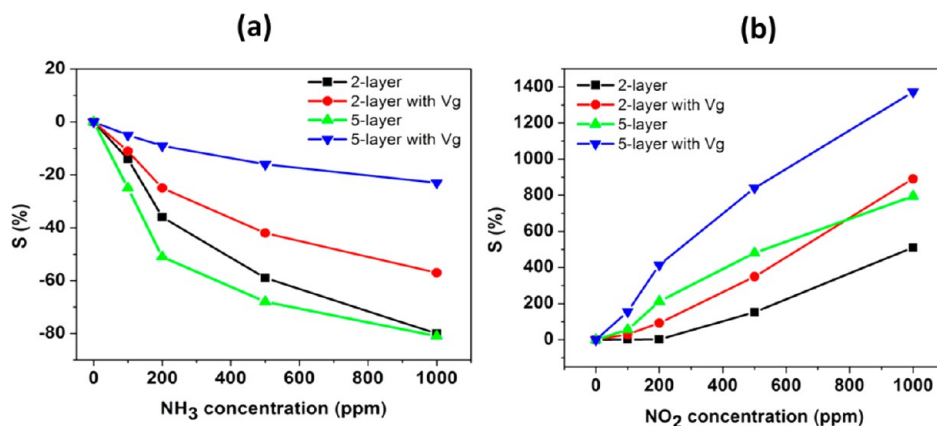 (a)
20
0
-20
-40
-60
-80
S (%)
2-layer
2-layer with Vg
5-layer
5-layer with Vg
0 200 400 600 800 1000
NH3 concentration (ppm)
(b)
1400
1200
1000
800
600
400
200
0
S (%)
2-layer
2-layer with Vg
5-layer
5-layer with Vg
0 200 400 600 800 1000
NO2 concentration (ppm)